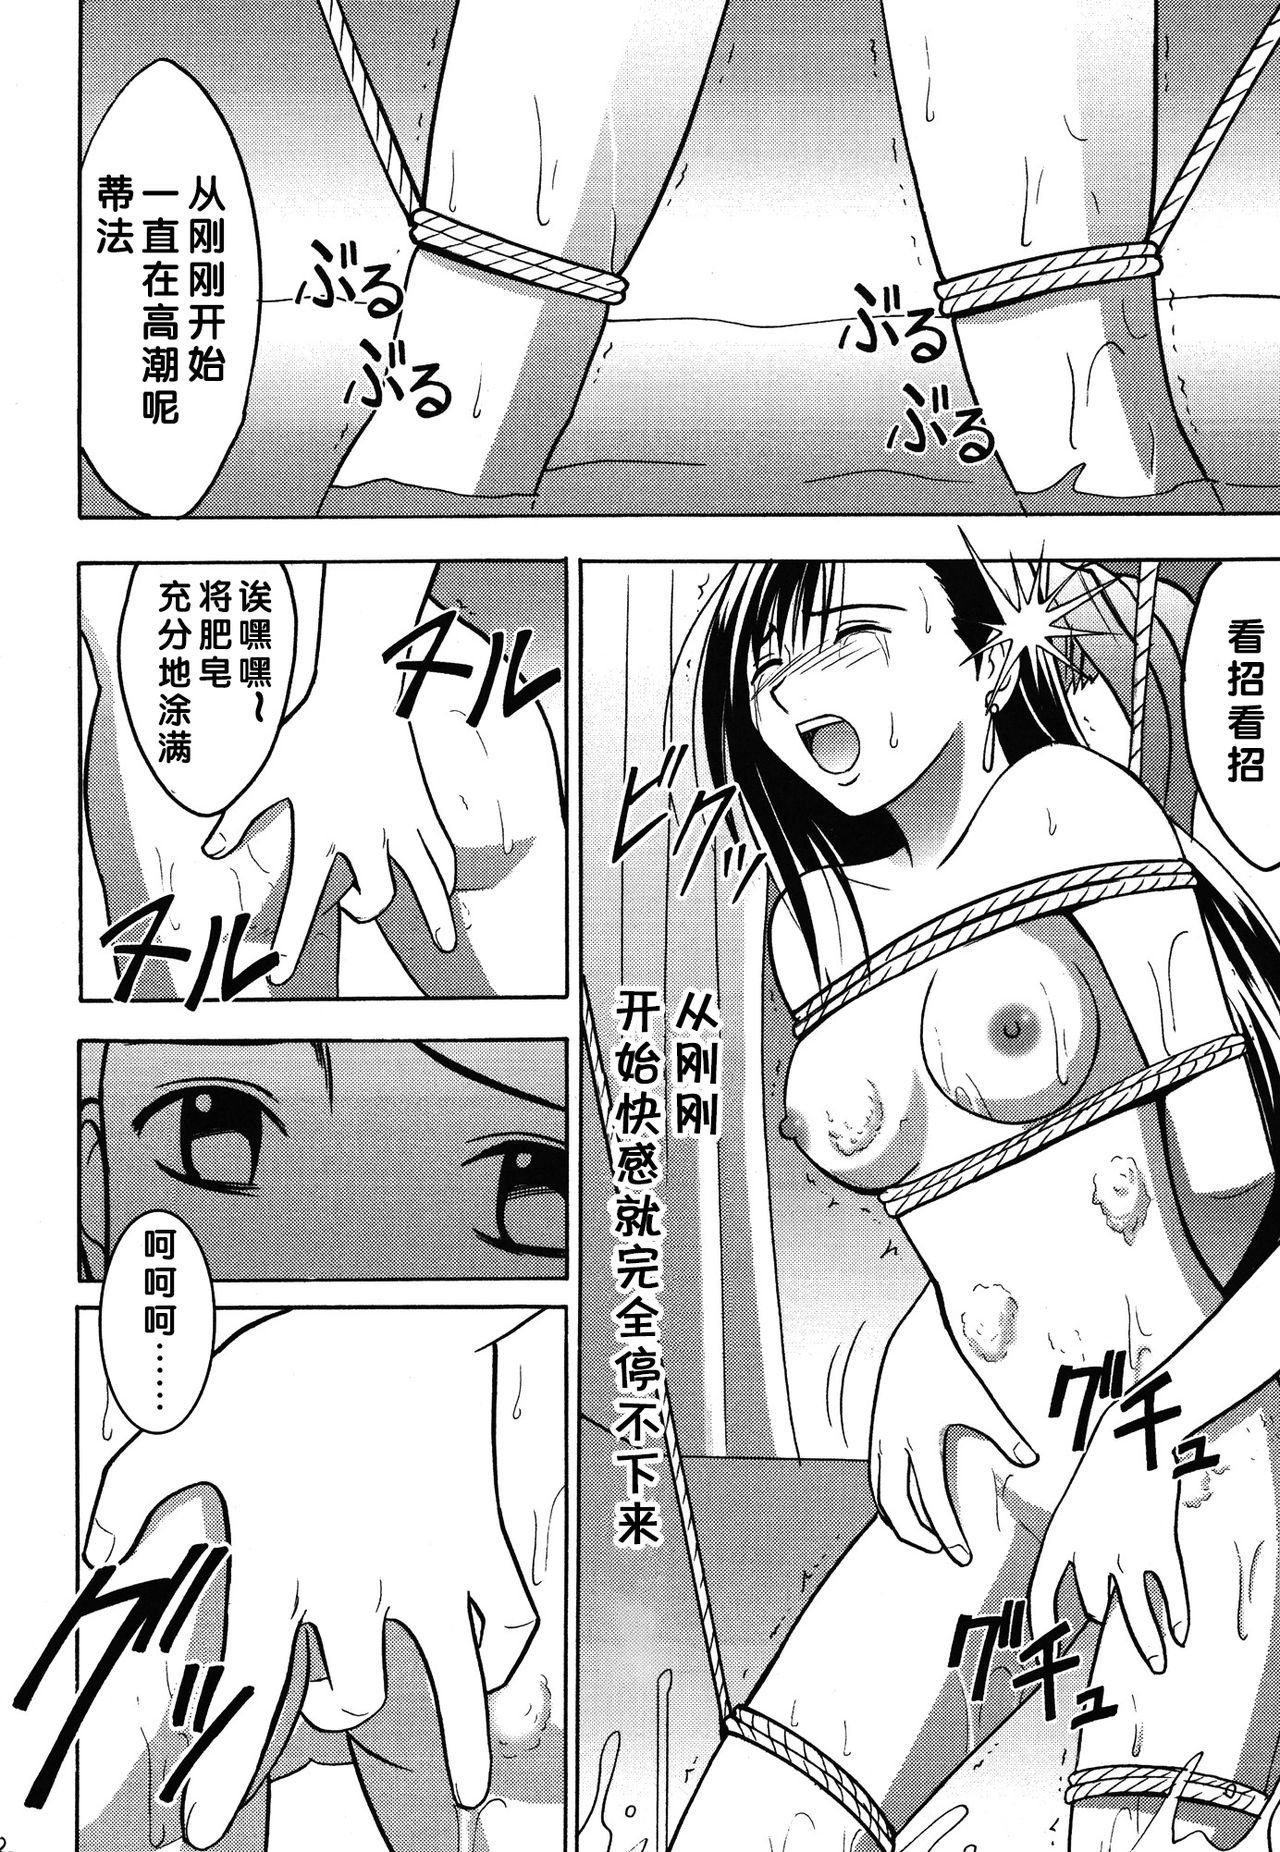 从刚刚开始
一直在高潮呢
蒂法
ぶる
ぶる
ぶる
ぶる
看招看招
ビクッ
从刚刚
开始快感就完全停不下来
グチュ
グチュ
诶嘿嘿~
将肥皂
充分地涂满
ヌル
ヌル
呵呵呵……
グッ